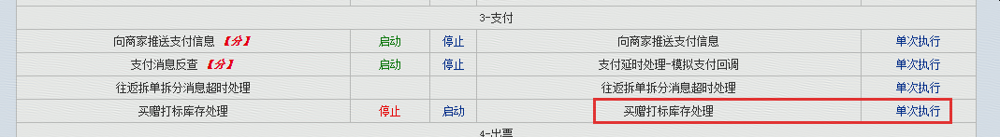 3-支付
向商家推送支付信息【分】 启动 停止 向商家推送支付信息 单次执行
支付消息反查【分】 启动 停止 支付延时处理-模拟支付回调 单次执行
往返拆单拆分消息超时处理 往返拆单拆分消息超时处理 单次执行
买赠打标库存处理 停止 启动 买赠打标库存处理 单次执行
4-出票